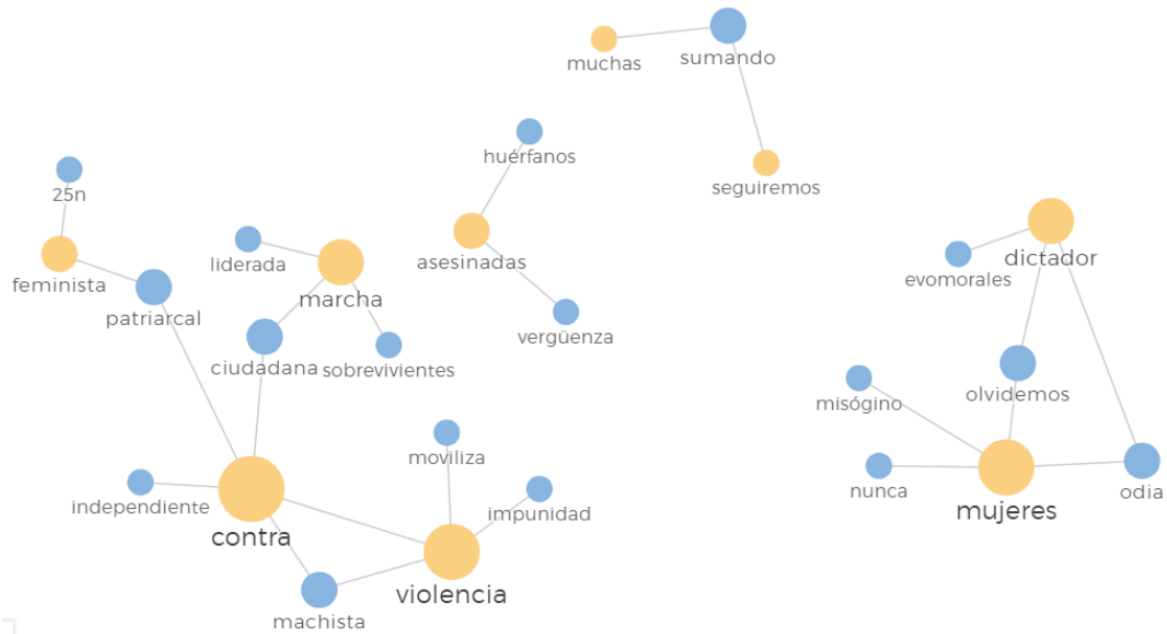 muchas
sumando
huérfanos
seguiremos
25n
asesinadas
dictador
liderada
evomorales
feminista
marcha
patriarcal
vergüenza
ciudadana
sobrevivientes
olvidemos
misógino
moviliza
nunca
odia
independiente
impunidad
mujeres
contra
violencia
machista